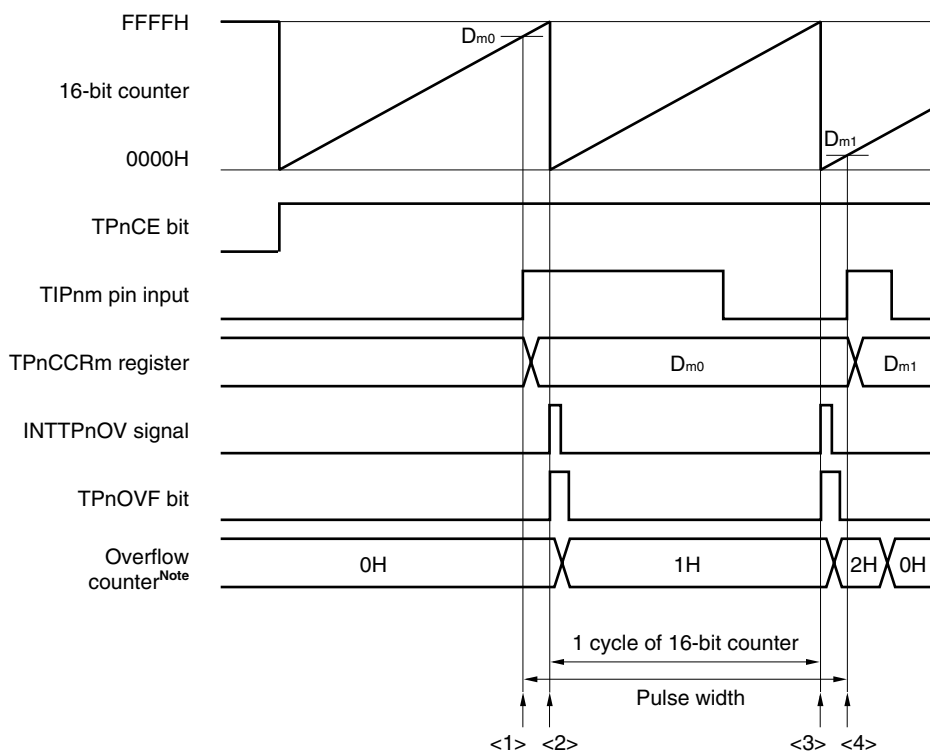 FFFFH
Dm0
16-bit counter
Dm1
0000H
TPnCE bit
TIPnm pin input
TPnCCRm register
Dm0
Dm1
INTTPnOV signal
TPnOVF bit
Overflow
counterNote
0H
1H
2H
0H
1 cycle of 16-bit counter
Pulse width
<1>
<2>
<3>
<4>